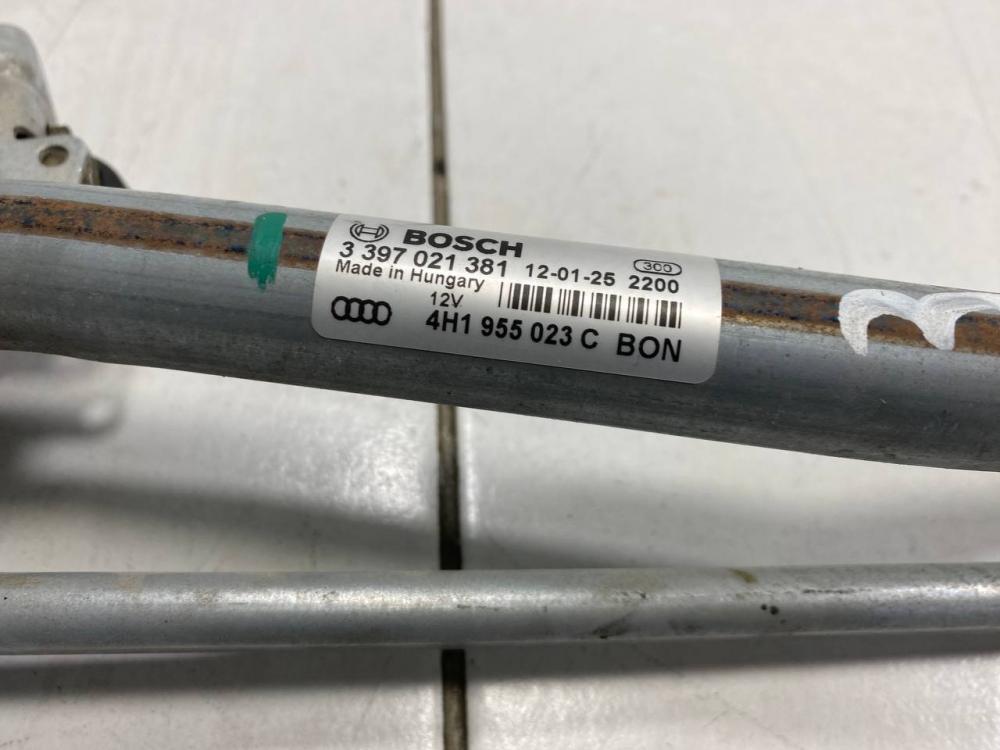 BOSCH
3 397 021 381 12-01-25 2200
300
Made in Hungary
12V
4H1 955 023 C BON